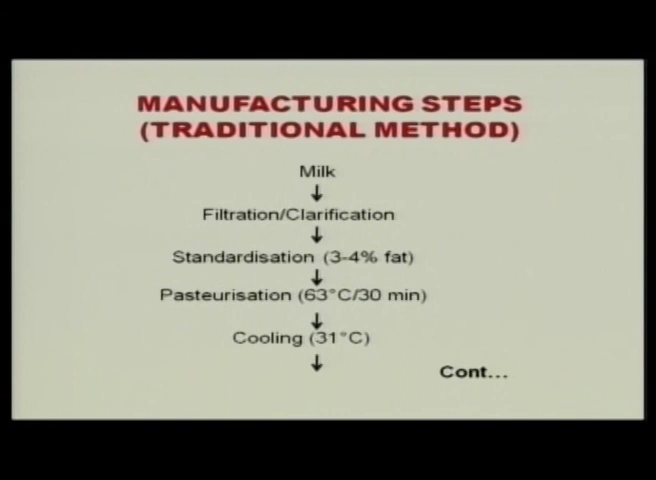 MANUFACTURING STEPS
(TRADITIONAL METHOD)
Milk
↓
Filtration/Clarification
↓
Standardisation (3-4% fat)
↓
Pasteurisation (63°C/30 min)
↓
Cooling (31°C)
↓
Cont...